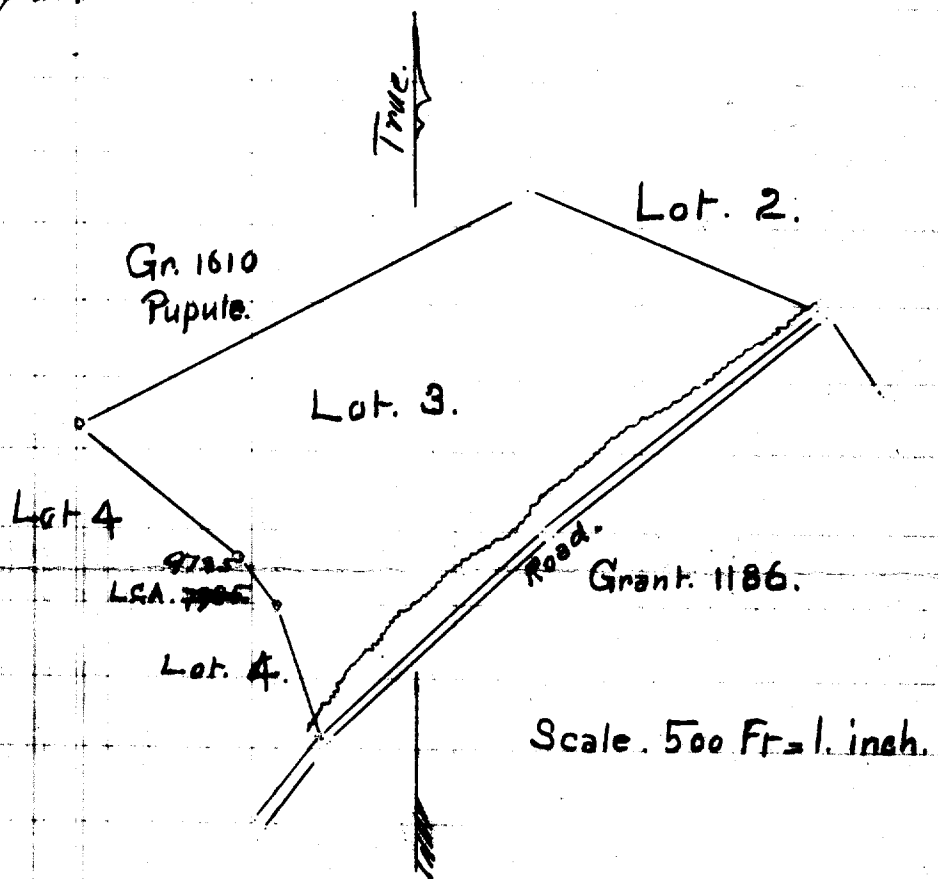 True.
Lot. 2.
Gr. 1610
Pupule.
Lot. 3.
Lot 4
9735
L.C.A.
Road.
Grant. 1186.
Lot. 4.
Scale. 500 Ft = 1. inch.